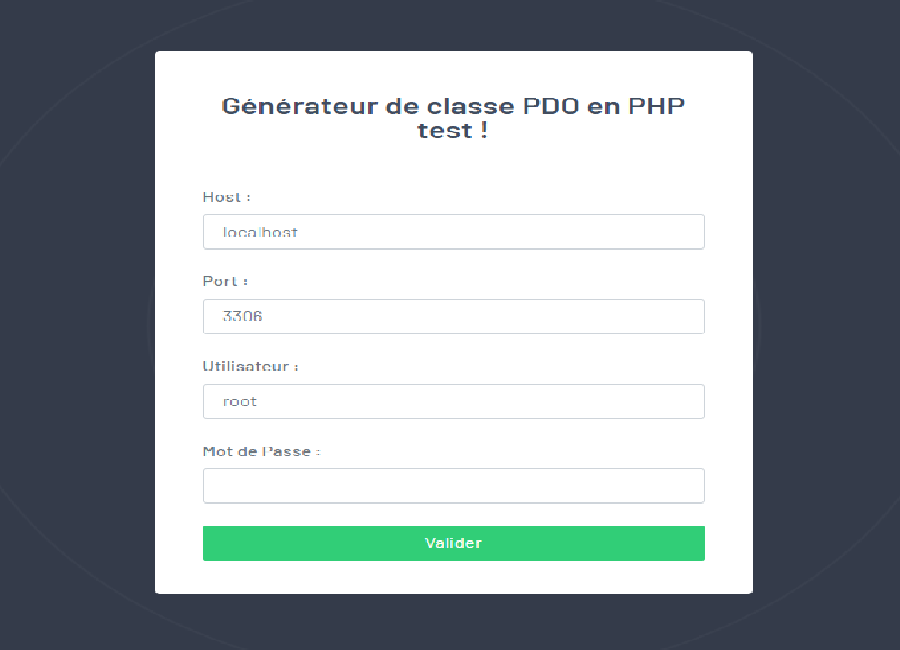 Générateur de classe PDO en PHP
test !
Host :
localhost
Port :
3306
Utilisateur :
root
Mot de Passe :
Valider